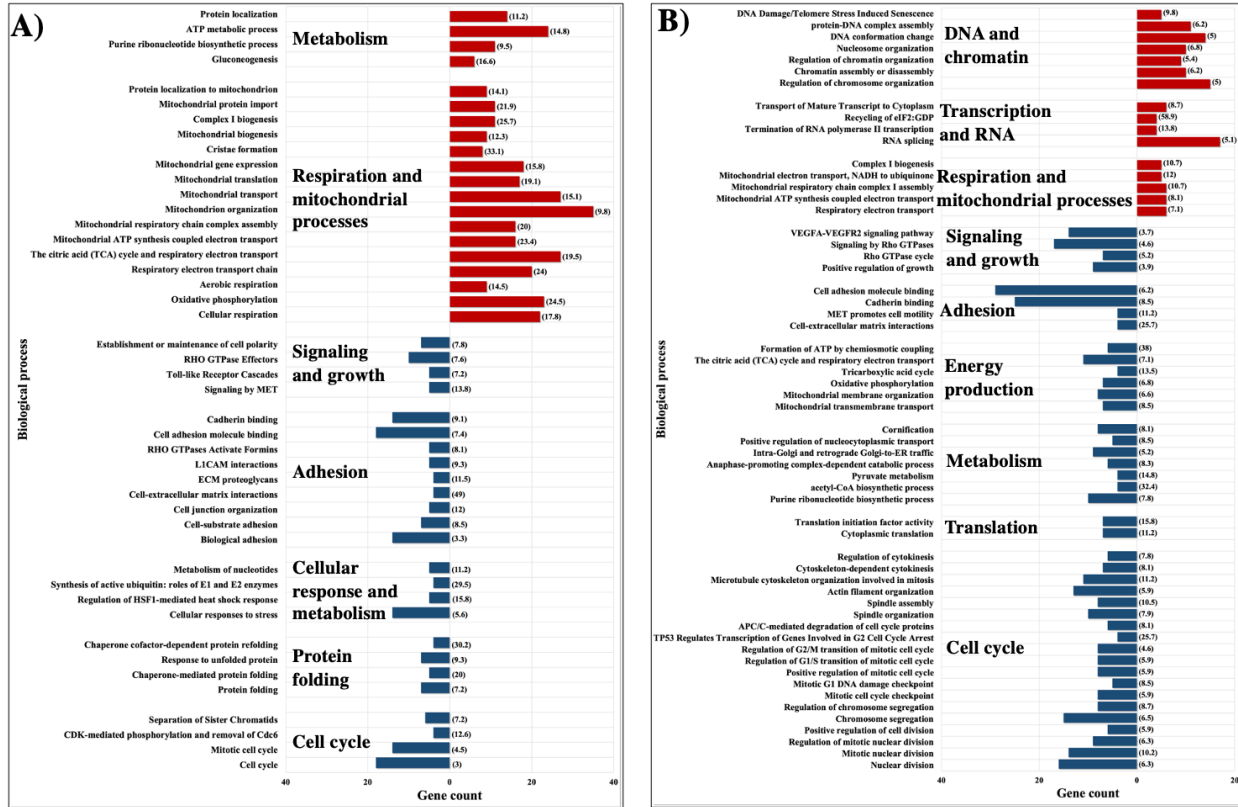 A)
Biological process
Metabolism
Protein localization (11.2)
ATP metabolic process (14.8)
Purine ribonucleotide biosynthetic process (9.5)
Gluconeogenesis (16.6)
Respiration and
mitochondrial
processes
Protein localization to mitochondrion (14.1)
Mitochondrial protein import (21.9)
Complex I biogenesis (25.7)
Mitochondrial biogenesis (12.3)
Cristae formation (33.1)
Mitochondrial gene expression (15.8)
Mitochondrial translation (19.1)
Mitochondrial transport (15.1)
Mitochondrion organization (9.8)
Mitochondrial respiratory chain complex assembly (20)
Mitochondrial ATP synthesis coupled electron transport (23.4)
The citric acid (TCA) cycle and respiratory electron transport (19.5)
Respiratory electron transport chain (24)
Aerobic respiration (14.5)
Oxidative phosphorylation (24.5)
Cellular respiration (17.8)
Signaling
and growth
Establishment or maintenance of cell polarity (7.8)
RHO GTPase Effectors (7.6)
Toll-like Receptor Cascades (7.2)
Signaling by MET (13.8)
Adhesion
Cadherin binding (9.1)
Cell adhesion molecule binding (7.4)
RHO GTPases Activate Formins (8.1)
L1CAM interactions (9.3)
ECM proteoglycans (11.5)
Cell-extracellular matrix interactions (49)
Cell junction organization (12)
Cell-substrate adhesion (8.5)
Biological adhesion (3.3)
Cellular
response and
metabolism
Metabolism of nucleotides (11.2)
Synthesis of active ubiquitin: roles of E1 and E2 enzymes (29.5)
Regulation of HSF1-mediated heat shock response (15.8)
Cellular responses to stress (5.6)
Protein
folding
Chaperone cofactor-dependent protein refolding (30.2)
Response to unfolded protein (9.3)
Chaperone-mediated protein folding (20)
Protein folding (7.2)
Cell cycle
Separation of Sister Chromatids (7.2)
CDK-mediated phosphorylation and removal of Cdc6 (12.6)
Mitotic cell cycle (4.5)
Cell cycle (3)
40 20 0 20 40
Gene count
B)
Biological process
DNA and
chromatin
DNA Damage/Telomere Stress Induced Senescence (9.8)
protein-DNA complex assembly (6.2)
DNA conformation change (5)
Nucleosome organization (6.8)
Regulation of chromatin organization (5.4)
Chromatin assembly or disassembly (6.2)
Regulation of chromosome organization (5)
Transcription
and RNA
Transport of Mature Transcript to Cytoplasm (8.7)
Recycling of eIF2:GDP (58.9)
Termination of RNA polymerase II transcription (13.8)
RNA splicing (5.1)
Respiration and
mitochondrial processes
Complex I biogenesis (10.7)
Mitochondrial electron transport, NADH to ubiquinone (12)
Mitochondrial respiratory chain complex I assembly (10.7)
Mitochondrial ATP synthesis coupled electron transport (8.1)
Respiratory electron transport (7.1)
Signaling
and growth
VEGFA-VEGFR2 signaling pathway (3.7)
Signaling by Rho GTPases (4.6)
Rho GTPase cycle (5.2)
Positive regulation of growth (3.9)
Adhesion
Cell adhesion molecule binding (6.2)
Cadherin binding (8.5)
MET promotes cell motility (11.2)
Cell-extracellular matrix interactions (25.7)
Energy
production
Formation of ATP by chemiosmotic coupling (38)
The citric acid (TCA) cycle and respiratory electron transport (7.1)
Tricarboxylic acid cycle (13.5)
Oxidative phosphorylation (6.8)
Mitochondrial membrane organization (6.6)
Mitochondrial transmembrane transport (8.5)
Metabolism
Cornification (8.1)
Positive regulation of nucleocytoplasmic transport (8.5)
Intra-Golgi and retrograde Golgi-to-ER traffic (5.2)
Anaphase-promoting complex-dependent catabolic process (8.3)
Pyruvate metabolism (14.8)
acetyl-CoA biosynthetic process (32.4)
Purine ribonucleotide biosynthetic process (7.8)
Translation
Translation initiation factor activity (15.8)
Cytoplasmic translation (11.2)
Cell cycle
Regulation of cytokinesis (7.8)
Cytoskeleton-dependent cytokinesis (8.1)
Microtubule cytoskeleton organization involved in mitosis (11.2)
Actin filament organization (5.9)
Spindle assembly (10.5)
Spindle organization (7.9)
APC/C-mediated degradation of cell cycle proteins (8.1)
TP53 Regulates Transcription of Genes Involved in G2 Cell Cycle Arrest (25.7)
Regulation of G2/M transition of mitotic cell cycle (4.6)
Regulation of G1/S transition of mitotic cell cycle (5.9)
Positive regulation of mitotic cell cycle (5.9)
Mitotic G1 DNA damage checkpoint (8.5)
Mitotic cell cycle checkpoint (5.9)
Regulation of chromosome segregation (8.7)
Chromosome segregation (6.5)
Positive regulation of cell division (5.9)
Regulation of mitotic nuclear division (6.3)
Mitotic nuclear division (10.2)
Nuclear division (6.3)
40 20 0 20
Gene count